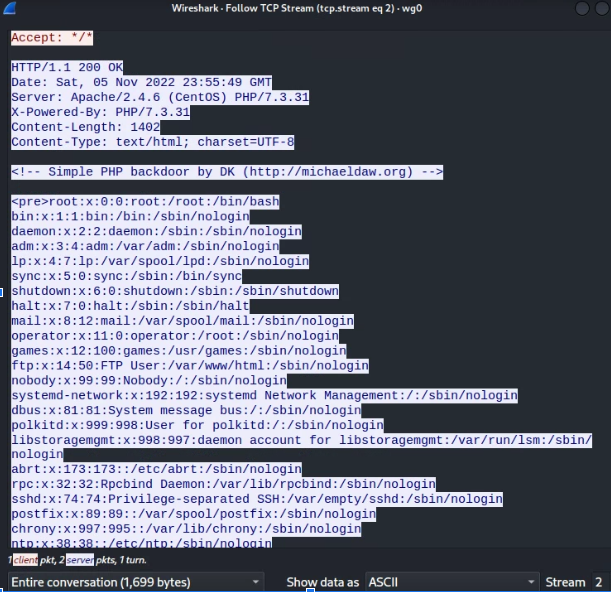 Wireshark · Follow TCP Stream (tcp.stream eq 2) · wg0
Accept: */*
HTTP/1.1 200 OK
Date: Sat, 05 Nov 2022 23:55:49 GMT
Server: Apache/2.4.6 (CentOS) PHP/7.3.31
X-Powered-By: PHP/7.3.31
Content-Length: 1402
Content-Type: text/html; charset=UTF-8
<!-- Simple PHP backdoor by DK (http://michaeldaw.org) -->
<pre>root:x:0:0:root:/root:/bin/bash
bin:x:1:1:bin:/bin:/sbin/nologin
daemon:x:2:2:daemon:/sbin:/sbin/nologin
adm:x:3:4:adm:/var/adm:/sbin/nologin
lp:x:4:7:lp:/var/spool/lpd:/sbin/nologin
sync:x:5:0:sync:/sbin:/bin/sync
shutdown:x:6:0:shutdown:/sbin:/sbin/shutdown
halt:x:7:0:halt:/sbin:/sbin/halt
mail:x:8:12:mail:/var/spool/mail:/sbin/nologin
operator:x:11:0:operator:/root:/sbin/nologin
games:x:12:100:games:/usr/games:/sbin/nologin
ftp:x:14:50:FTP User:/var/www/html:/sbin/nologin
nobody:x:99:99:Nobody:/:/sbin/nologin
systemd-network:x:192:192:systemd Network Management:/:/sbin/nologin
dbus:x:81:81:System message bus:/:/sbin/nologin
polkitd:x:999:998:User for polkitd:/:/sbin/nologin
libstoragemgmt:x:998:997:daemon account for libstoragemgmt:/var/run/lsm:/sbin/
nologin
abrt:x:173:173::/etc/abrt:/sbin/nologin
rpc:x:32:32:Rpcbind Daemon:/var/lib/rpcbind:/sbin/nologin
sshd:x:74:74:Privilege-separated SSH:/var/empty/sshd:/sbin/nologin
postfix:x:89:89::/var/spool/postfix:/sbin/nologin
chrony:x:997:995::/var/lib/chrony:/sbin/nologin
ntp:x:38:38::/etc/ntp:/sbin/nologin
1 client pkt, 2 server pkts, 1 turn.
Entire conversation (1,699 bytes) Show data as ASCII Stream 2